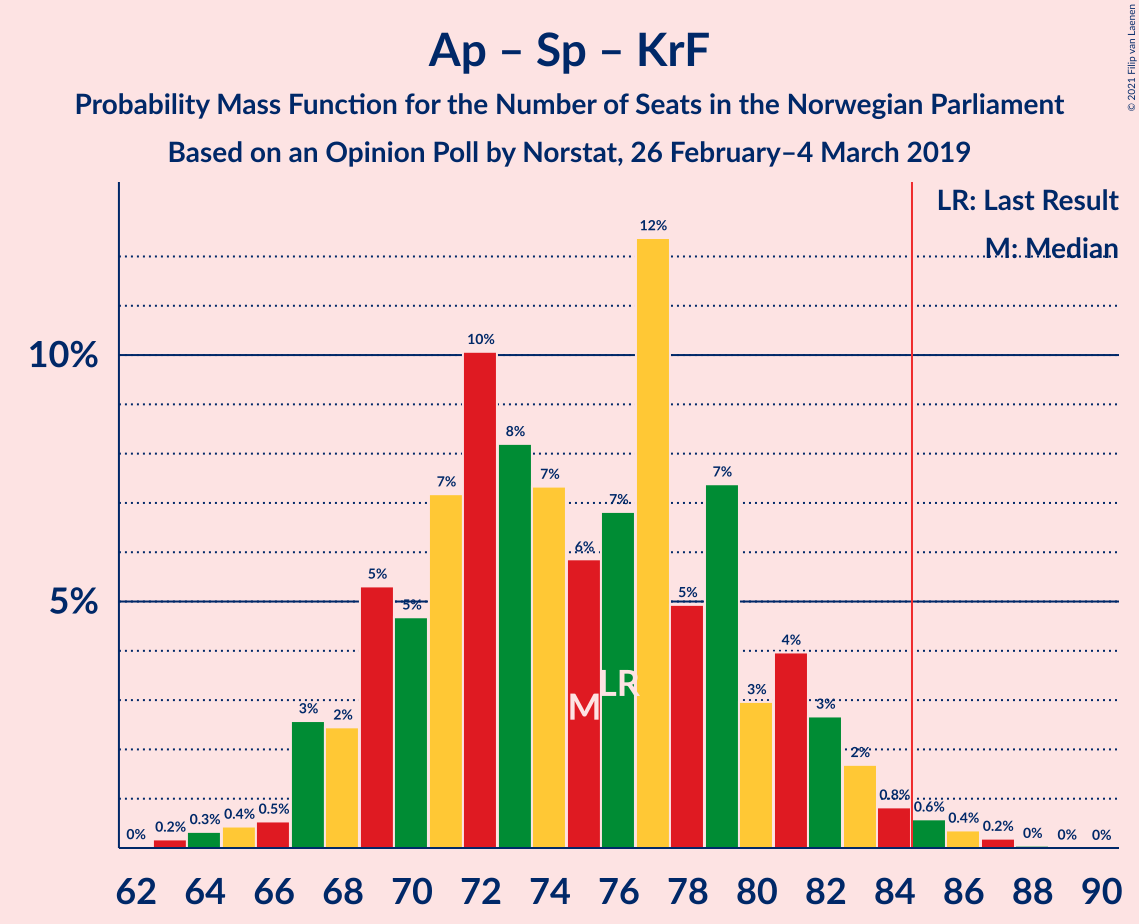 Ap – Sp – KrF
Probability Mass Function for the Number of Seats in the Norwegian Parliament
Based on an Opinion Poll by Norstat, 26 February–4 March 2019
© 2021 Filip van Laenen
LR: Last Result
M: Median
10%
5%
0% 0.2% 0.3% 0.4% 0.5% 3% 2% 5% 5% 7% 10% 8% 7% 6% 7% 12% 5% 7% 3% 4% 3% 2% 0.8% 0.6% 0.4% 0.2% 0% 0% 0%
M LR
62 64 66 68 70 72 74 76 78 80 82 84 86 88 90